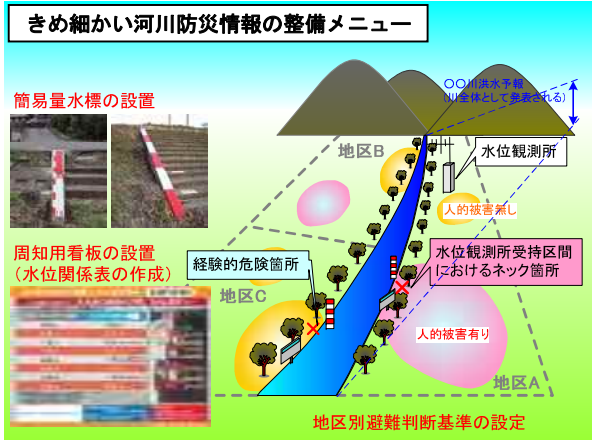 きめ細かい河川防災情報の整備メニュー
簡易量水標の設置
〇〇川洪水予報
(川全体として発表される)
地区B
水位観測所
人的被害無し
周知用看板の設置
（水位関係表の作成）
経験的危険箇所
水位観測所受持区間
におけるネック箇所
地区C
人的被害有り
地区A
地区別避難判断基準の設定